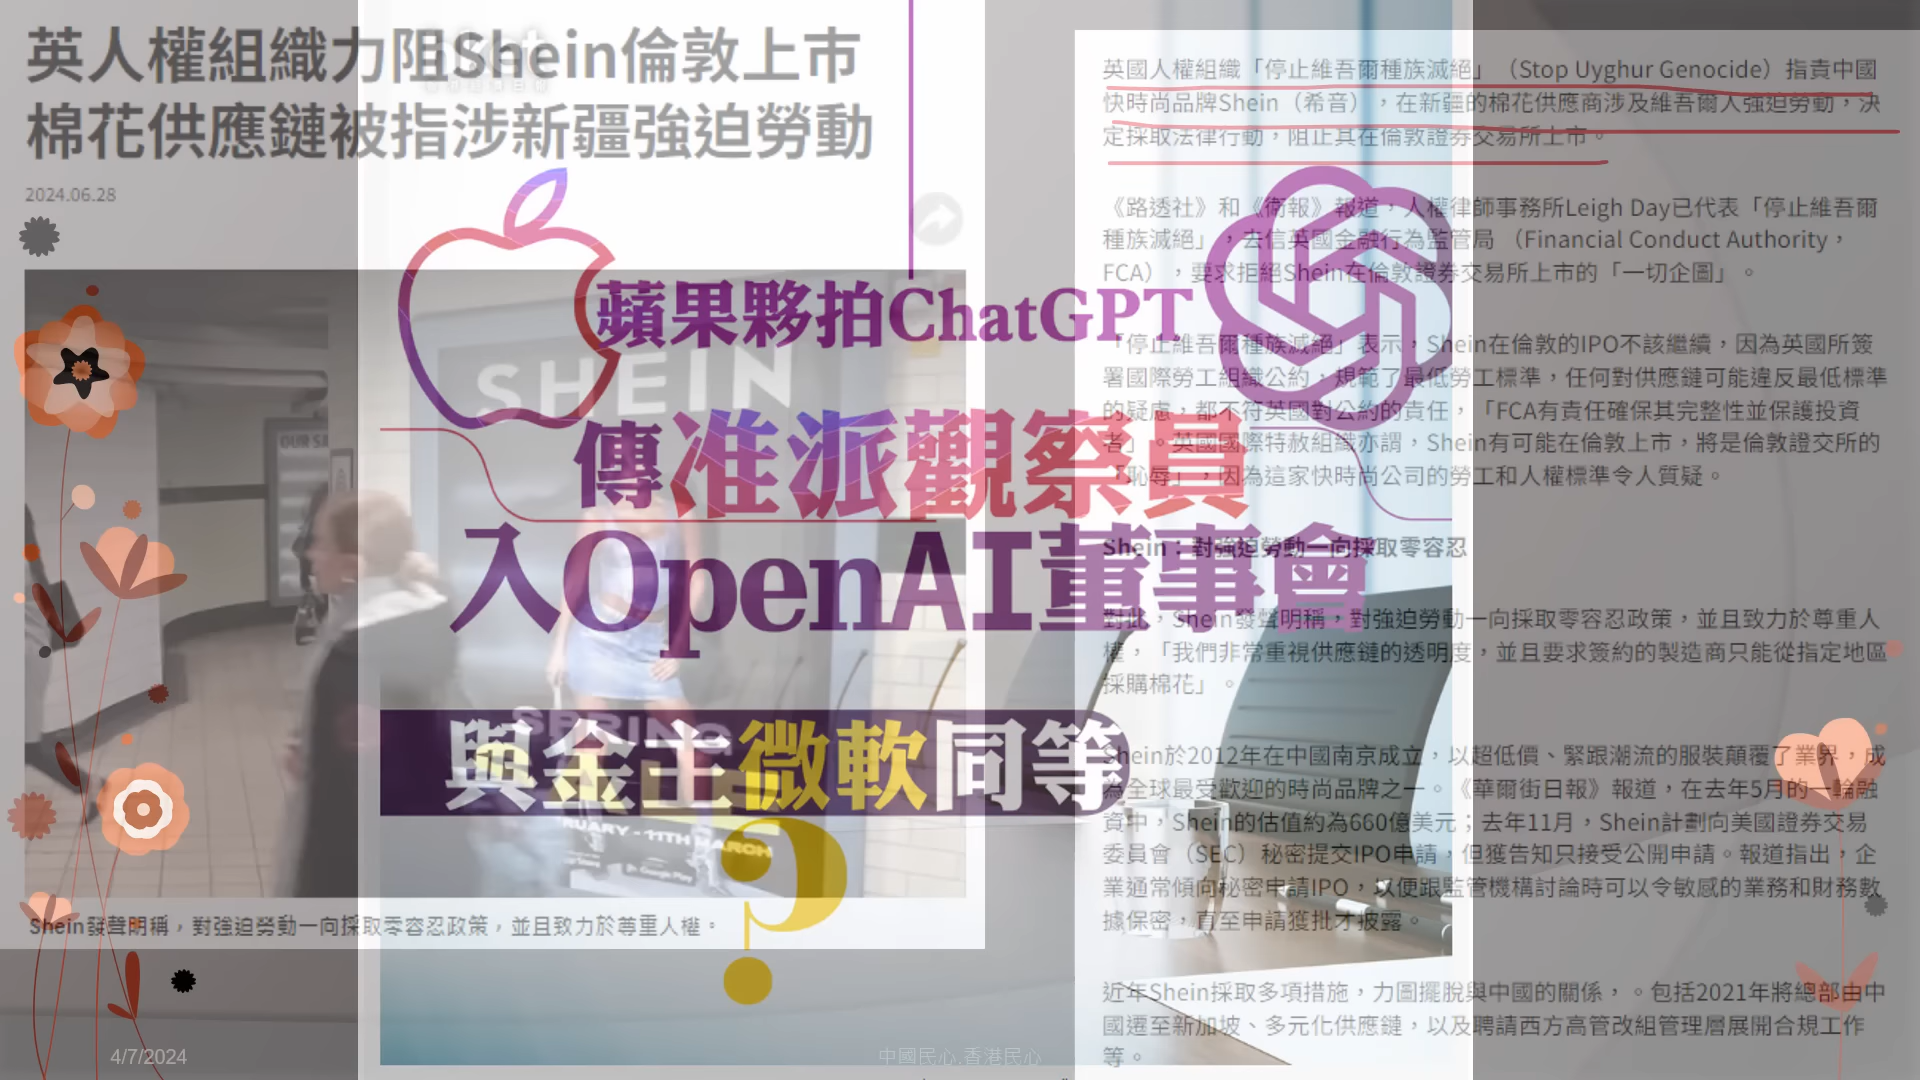 英人權組織力阻Shein倫敦上市
棉花供應鏈被指涉新疆強迫勞動
2024.06.28
OUR SA
SHEIN
SPRING
RUARY - 11TH MARCH
Google Play
Shein發聲明稱，對強迫勞動一向採取零容忍政策，並且致力於尊重人權。
蘋果夥拍ChatGPT
傳准派觀察員
入OpenAI董事會
與金主微軟同等
?
英國人權組織「停止維吾爾種族滅絕」（Stop Uyghur Genocide）指責中國
快時尚品牌Shein（希音），在新疆的棉花供應商涉及維吾爾人強迫勞動，決
定採取法律行動，阻止其在倫敦證券交易所上市。
《路透社》和《衛報》報道，人權律師事務所Leigh Day已代表「停止維吾爾
種族滅絕」，去信英國金融行為監管局 （Financial Conduct Authority，
FCA），要求拒絕Shein在倫敦證券交易所上市的「一切企圖」。
「停止維吾爾種族滅絕」表示，Shein在倫敦的IPO不該繼續，因為英國所簽
署國際勞工組織公約，規範了最低勞工標準，任何對供應鏈可能違反最低標準
的疑慮，都不符英國對公約的責任，「FCA有責任確保其完整性並保護投資
者」。英國國際特赦組織亦謂，Shein有可能在倫敦上市，將是倫敦證交所的
「恥辱」，因為這家快時尚公司的勞工和人權標準令人質疑。
Shein：對強迫勞動一向採取零容忍
對此，Shein發聲明稱，對強迫勞動一向採取零容忍政策，並且致力於尊重人
權，「我們非常重視供應鏈的透明度，並且要求簽約的製造商只能從指定地區
採購棉花」。
Shein於2012年在中國南京成立，以超低價、緊跟潮流的服裝顛覆了業界，成
為全球最受歡迎的時尚品牌之一。《華爾街日報》報道，在去年5月的一輪融
資中，Shein的估值約為660億美元；去年11月，Shein計劃向美國證券交易
委員會（SEC）秘密提交IPO申請，但獲告知只接受公開申請。報道指出，企
業通常傾向秘密申請IPO，以便跟監管機構討論時可以令敏感的業務和財務數
據保密，直至申請獲批才披露。
近年Shein採取多項措施，力圖擺脫與中國的關係，。包括2021年將總部由中
國遷至新加坡、多元化供應鏈，以及聘請西方高管改組管理層展開合規工作
等。
4/7/2024
中國民心.香港民心